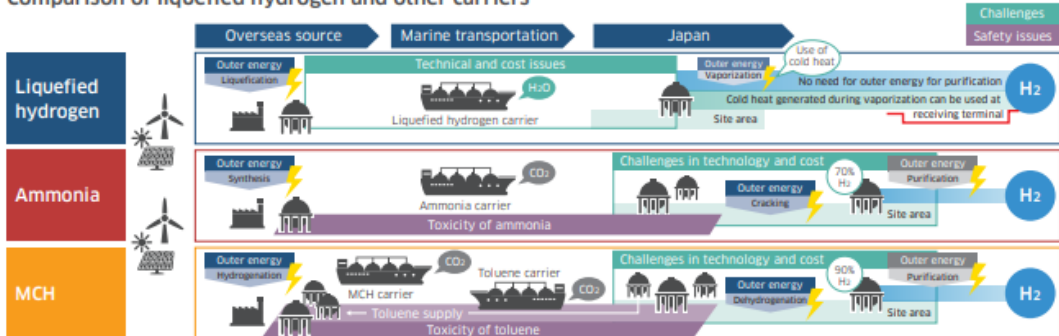 Comparison of liquefied hydrogen and other carriers
Challenges
Safety issues
Overseas source
Marine transportation
Japan
Liquefied
hydrogen
Outer energy
Liquefication
Technical and cost issues
H₂O
Liquefied hydrogen carrier
Outer energy
Vaporization
Use of
cold heat
No need for outer energy for purification
Cold heat generated during vaporization can be used at
receiving terminal
Site area
H₂
Ammonia
Outer energy
Synthesis
CO₂
Ammonia carrier
Toxicity of ammonia
Challenges in technology and cost
Outer energy
Cracking
70%
H₂
Outer energy
Purification
Site area
H₂
MCH
Outer energy
Hydrogenation
CO₂
MCH carrier
Toluene carrier
CO₂
Toluene supply
Toxicity of toluene
Challenges in technology and cost
Outer energy
Dehydrogenation
90%
H₂
Outer energy
Purification
Site area
H₂